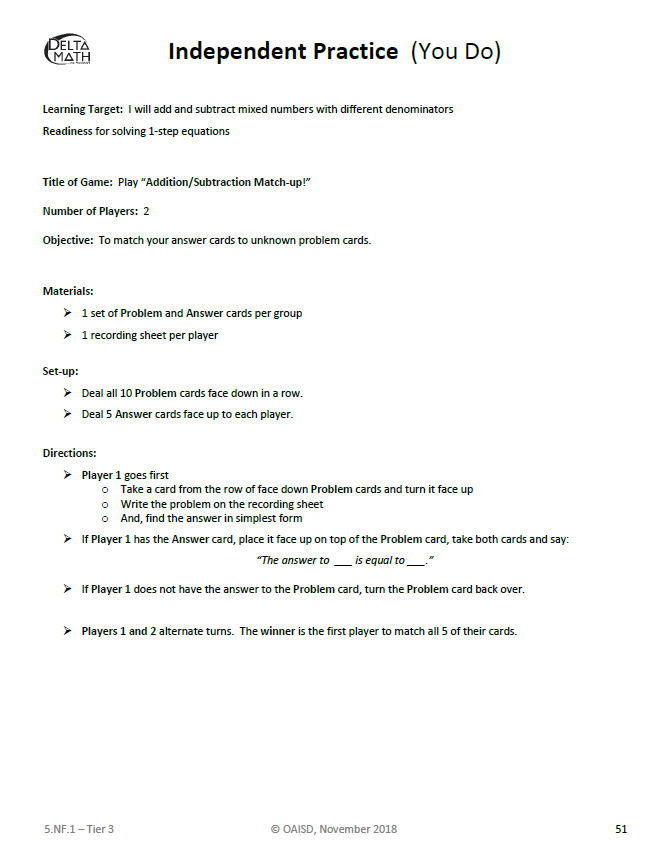 DELTA
MATH
Independent Practice (You Do)
Learning Target: I will add and subtract mixed numbers with different denominators
Readiness for solving 1-step equations
Title of Game: Play “Addition/Subtraction Match-up!”
Number of Players: 2
Objective: To match your answer cards to unknown problem cards.
Materials:
➢ 1 set of Problem and Answer cards per group
➢ 1 recording sheet per player
Set-up:
➢ Deal all 10 Problem cards face down in a row.
➢ Deal 5 Answer cards face up to each player.
Directions:
➢ Player 1 goes first
o Take a card from the row of face down Problem cards and turn it face up
o Write the problem on the recording sheet
o And, find the answer in simplest form
➢ If Player 1 has the Answer card, place it face up on top of the Problem card, take both cards and say:
“The answer to ___ is equal to ___.”
➢ If Player 1 does not have the answer to the Problem card, turn the Problem card back over.
➢ Players 1 and 2 alternate turns. The winner is the first player to match all 5 of their cards.
5.NF.1 – Tier 3 © OAISD, November 2018 51